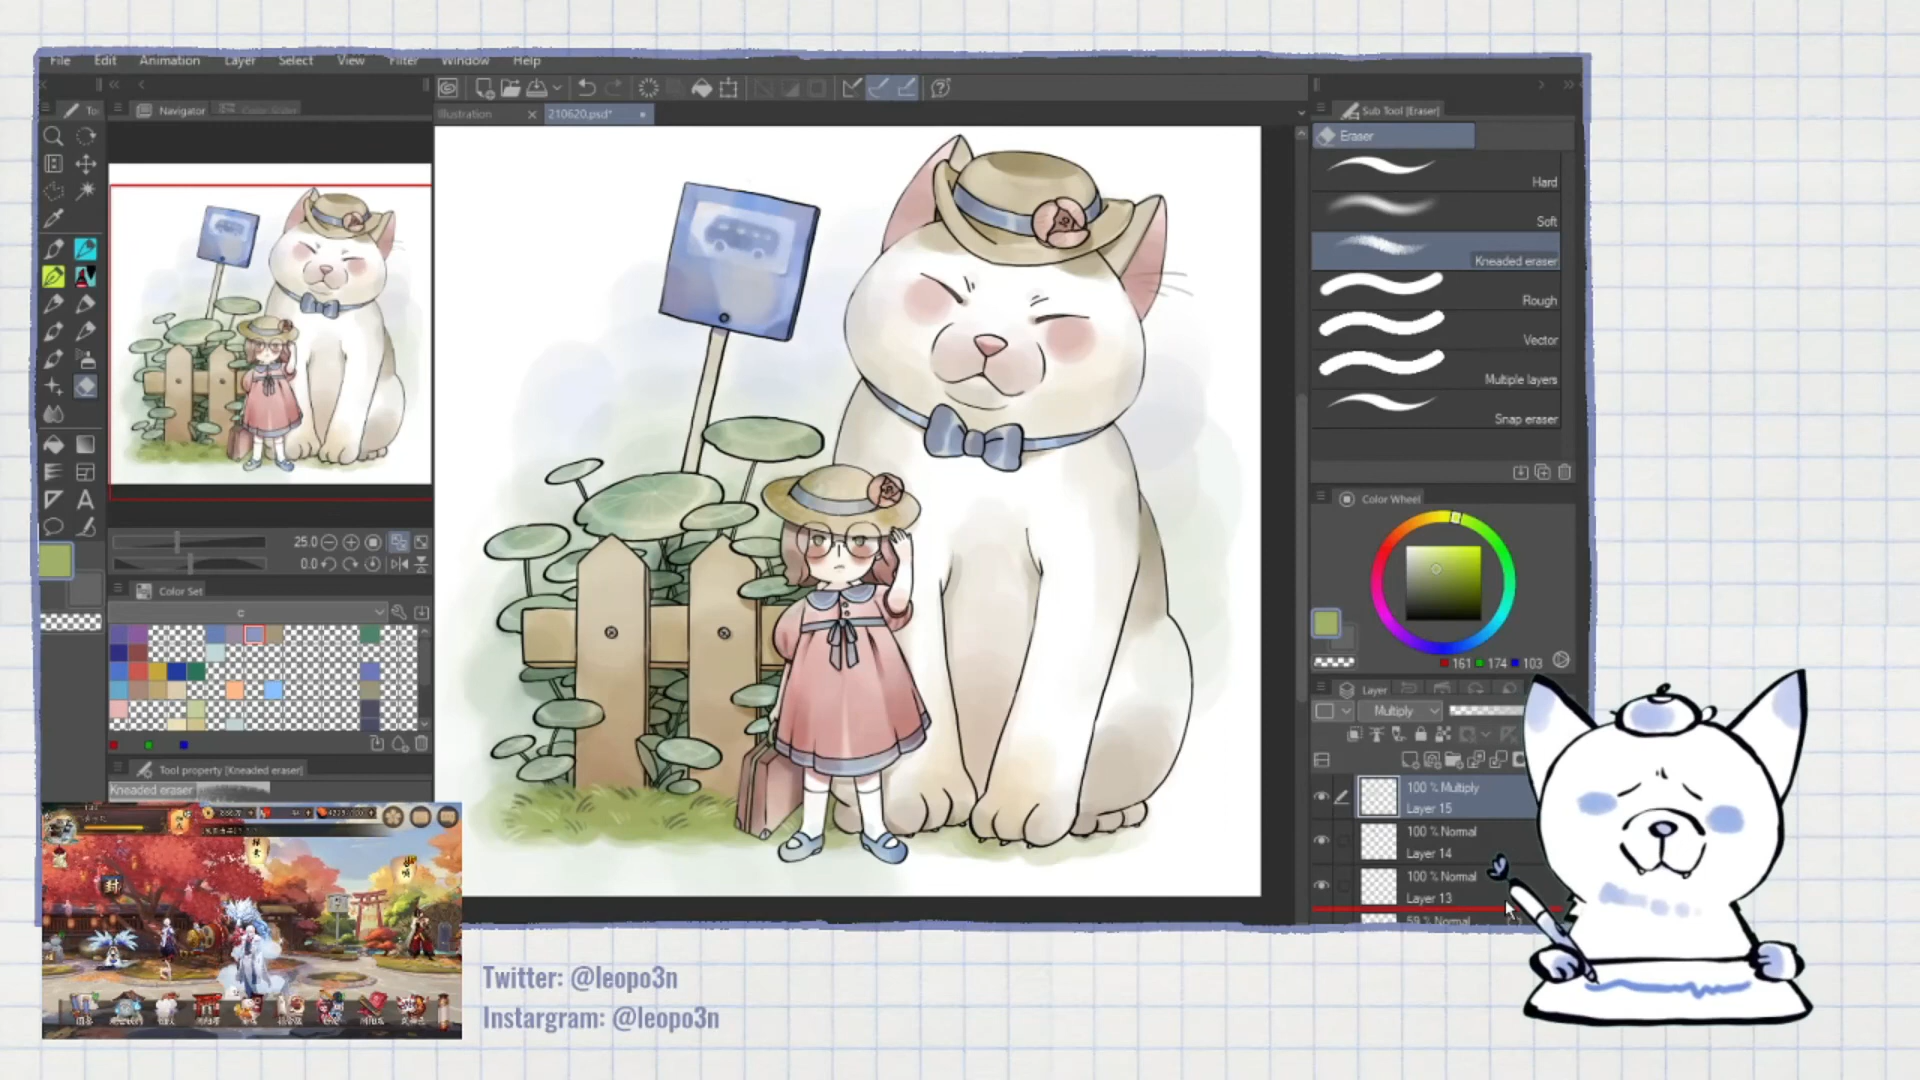 File Edit Animation Layer Select View Filter Window Help
Navigator
Illustration
210620.psd*
Sub Tool [Eraser]
Eraser
Hard
Soft
Kneaded eraser
Rough
Vector
Multiple layers
Snap eraser
25.0
0.0
Color Set
c
Tool property [Kneaded eraser]
Kneaded eraser
Color Wheel
161 174 103
Layer
Multiply
100 % Multiply
Layer 15
100 % Normal
Layer 14
100 % Normal
Layer 13
59 % Normal
封
Twitter: @leopo3n
Instargram: @leopo3n